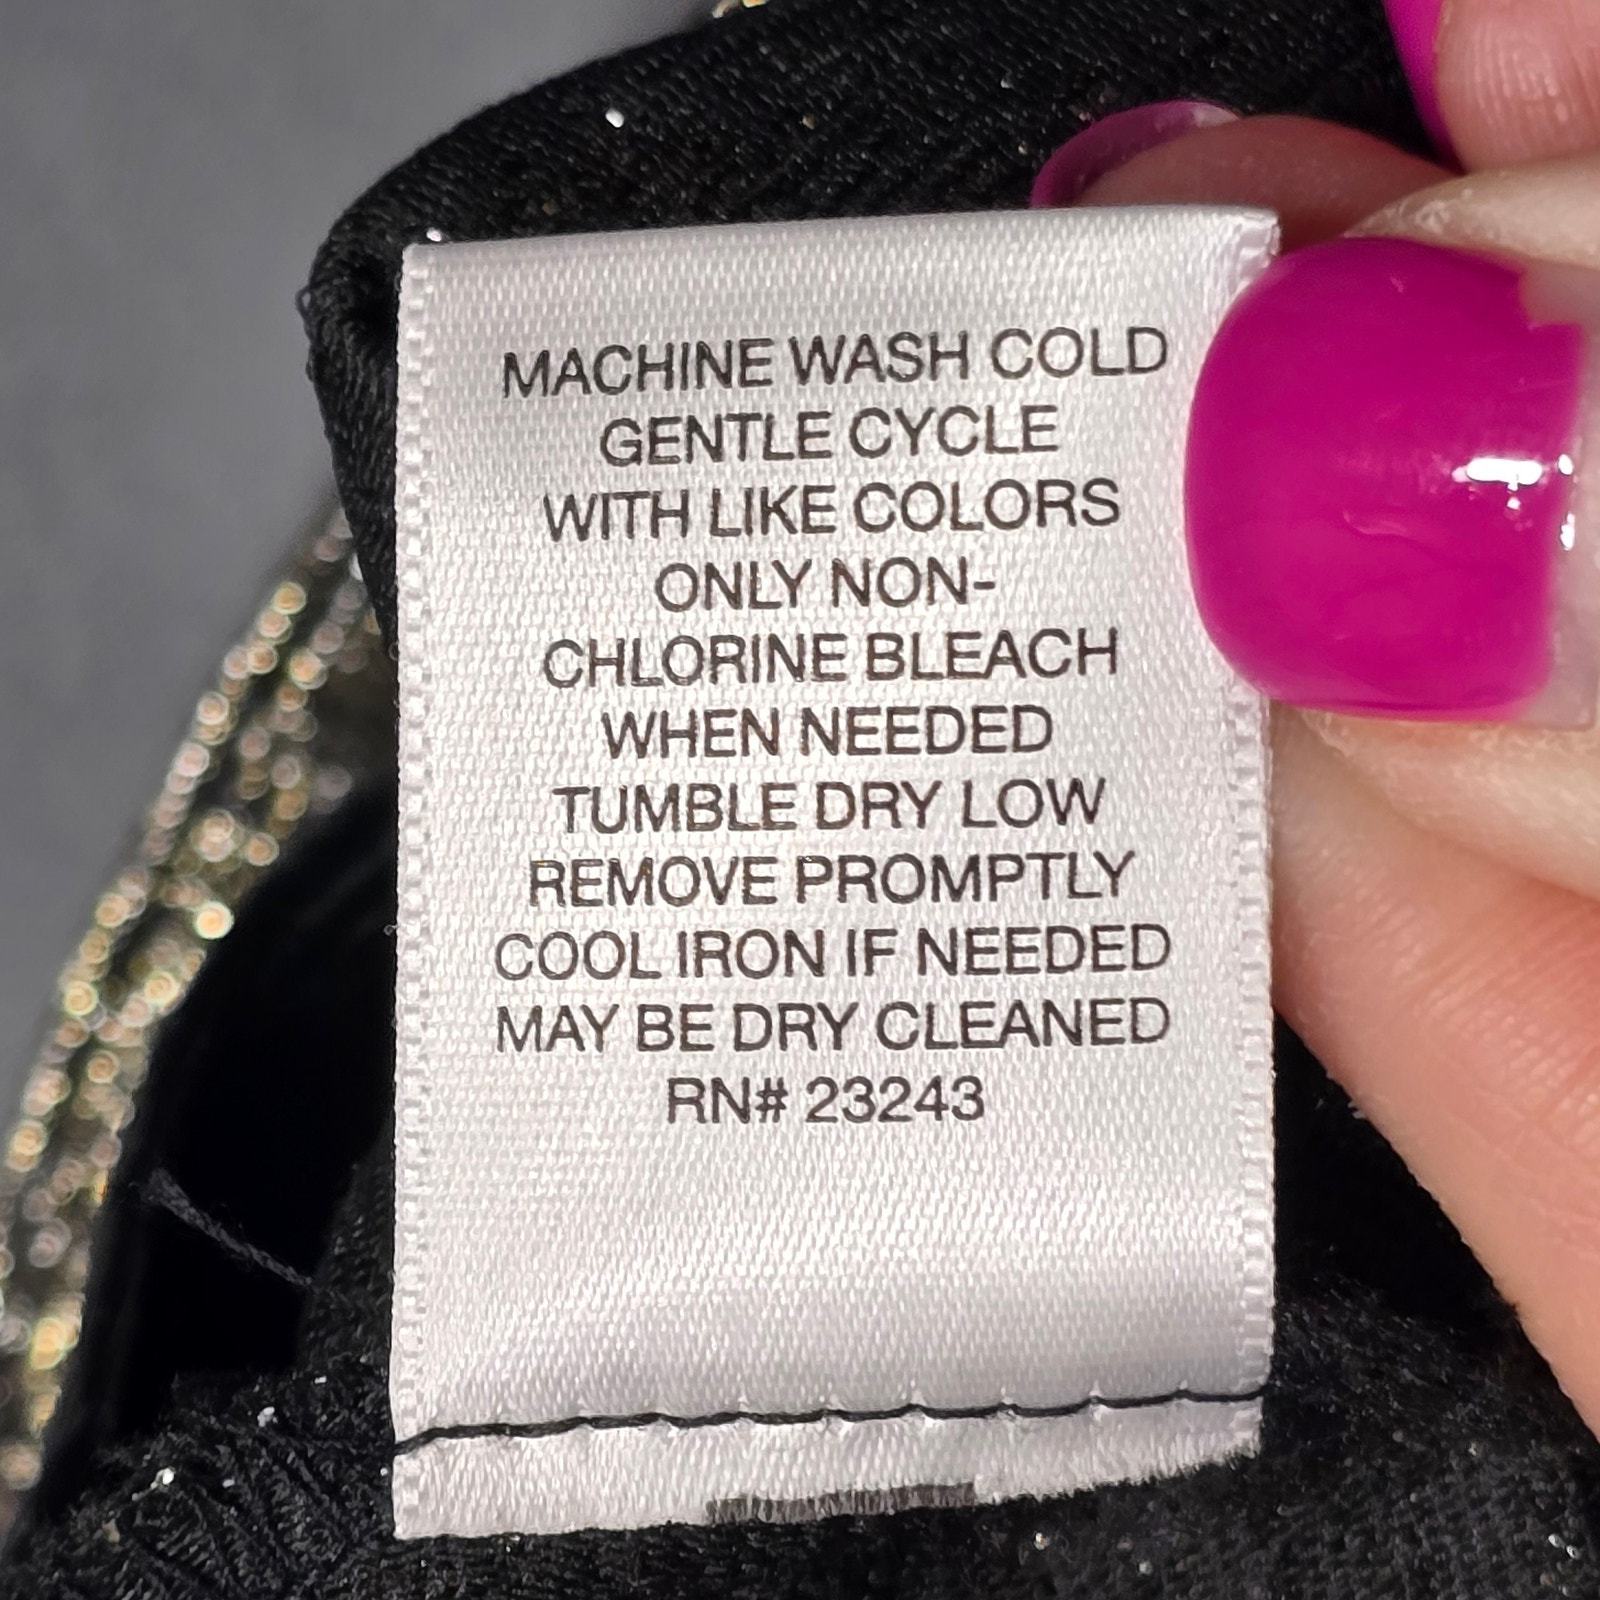 MACHINE WASH COLD
GENTLE CYCLE
WITH LIKE COLORS
ONLY NON-
CHLORINE BLEACH
WHEN NEEDED
TUMBLE DRY LOW
REMOVE PROMPTLY
COOL IRON IF NEEDED
MAY BE DRY CLEANED
RN# 23243